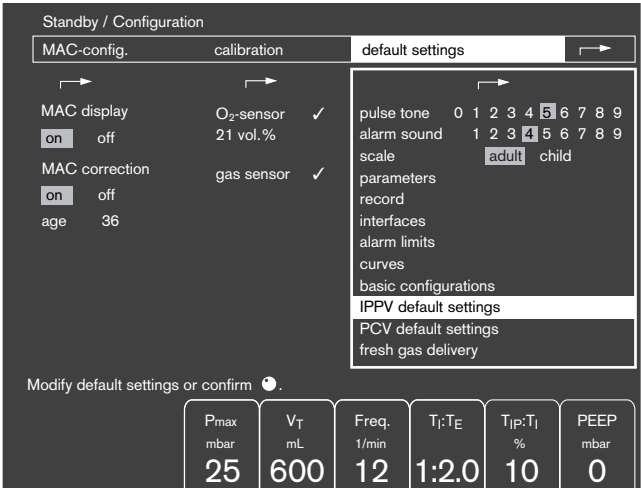 Standby / Configuration
MAC-config. calibration default settings
MAC display
on off
MAC correction
on off
age 36
O₂-sensor ✓
21 vol.%
gas sensor ✓
pulse tone 0 1 2 3 4 5 6 7 8 9
alarm sound 1 2 3 4 5 6 7 8 9
scale adult child
parameters
record
interfaces
alarm limits
curves
basic configurations
IPPV default settings
PCV default settings
fresh gas delivery
Modify default settings or confirm .
Pmax VT Freq. TI:TE TIP:TI PEEP
mbar mL 1/min % mbar
25 600 12 1:2.0 10 0